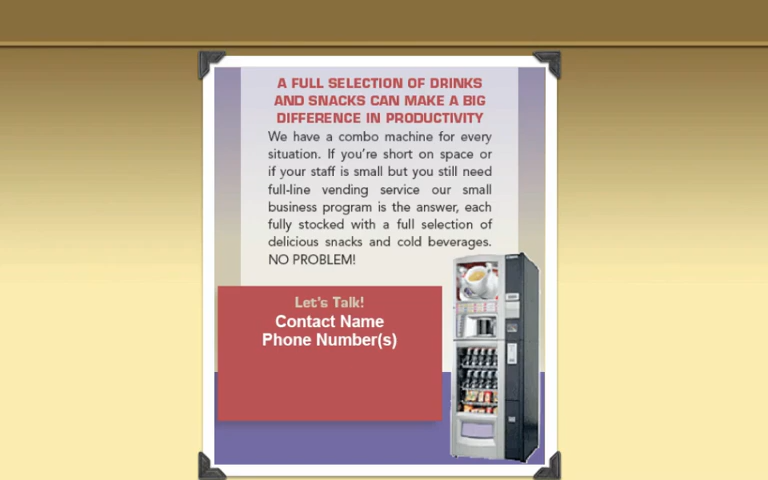 A FULL SELECTION OF DRINKS
AND SNACKS CAN MAKE A BIG
DIFFERENCE IN PRODUCTIVITY
We have a combo machine for every
situation. If you're short on space or
if your staff is small but you still need
full-line vending service our small
business program is the answer, each
fully stocked with a full selection of
delicious snacks and cold beverages.
NO PROBLEM!
Let's Talk!
Contact Name
Phone Number(s)